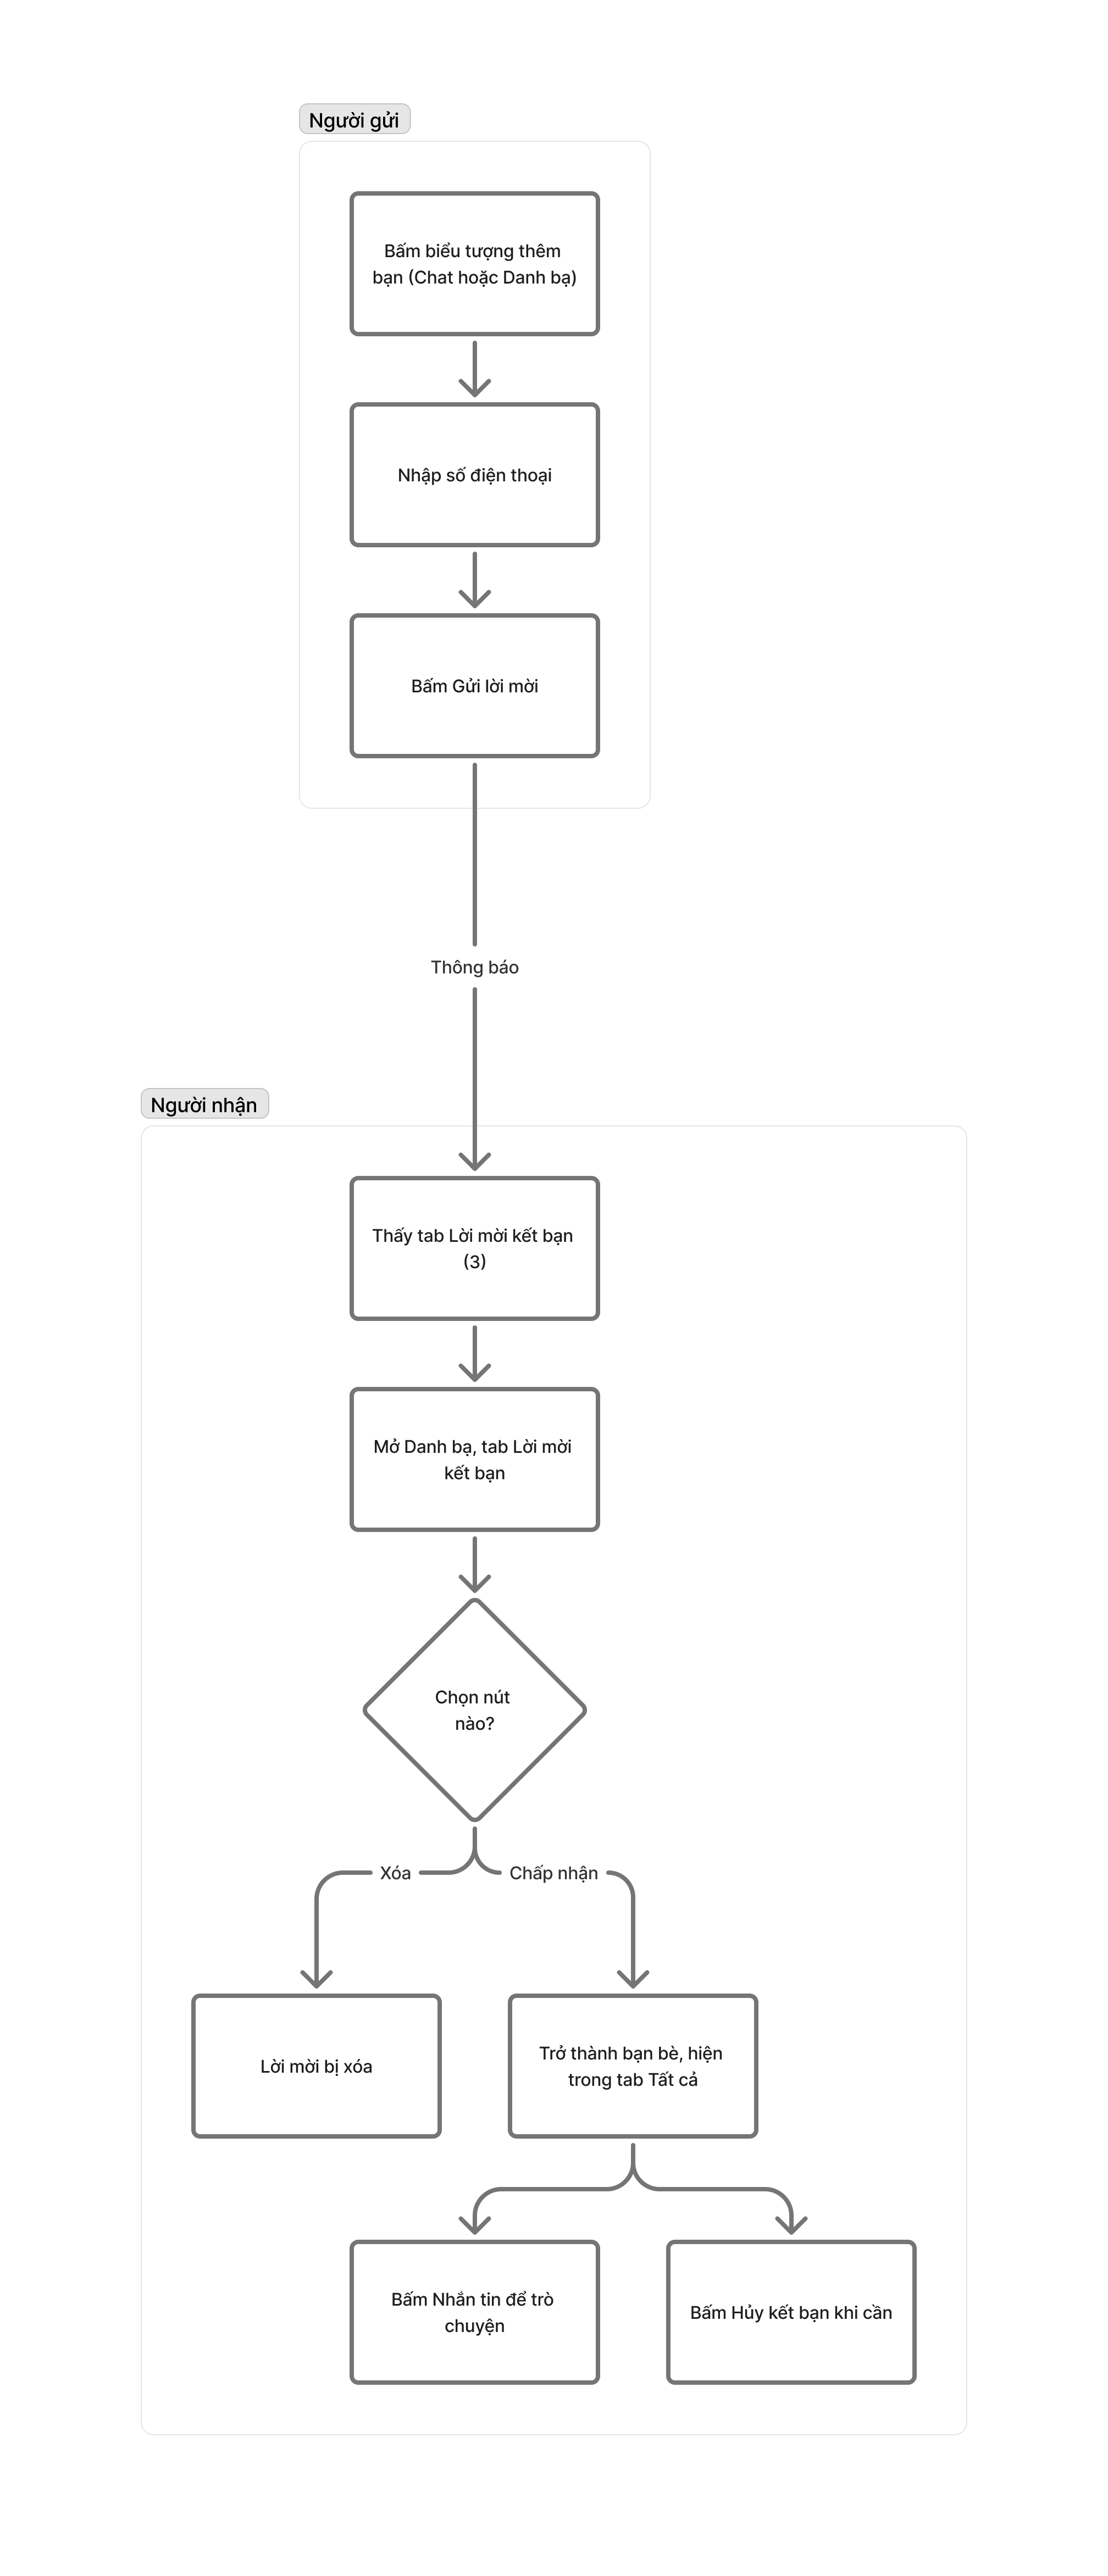 Người gửi
Bấm biểu tượng thêm
bạn (Chat hoặc Danh bạ)
Nhập số điện thoại
Bấm Gửi lời mời
Thông báo
Người nhận
Thấy tab Lời mời kết bạn
(3)
Mở Danh bạ, tab Lời mời
kết bạn
Chọn nút
nào?
Xóa
Chấp nhận
Lời mời bị xóa
Trở thành bạn bè, hiện
trong tab Tất cả
Bấm Nhắn tin để trò
chuyện
Bấm Hủy kết bạn khi cần